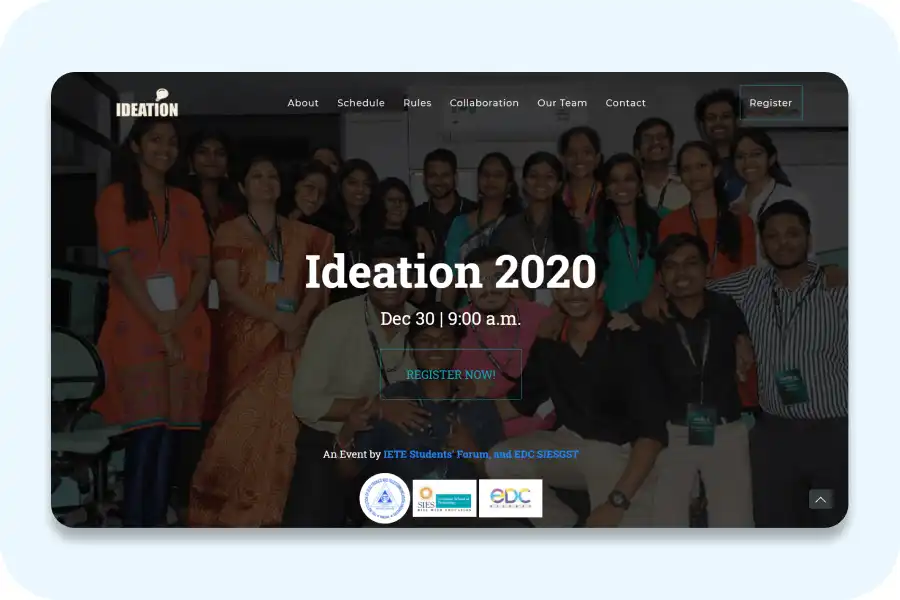 IDEATION
About
Schedule
Rules
Collaboration
Our Team
Contact
Register
Ideation 2020
Dec 30 | 9:00 a.m.
REGISTER NOW!
An Event by IETE Students' Forum, and EDC SIESGST
SIES
EDC